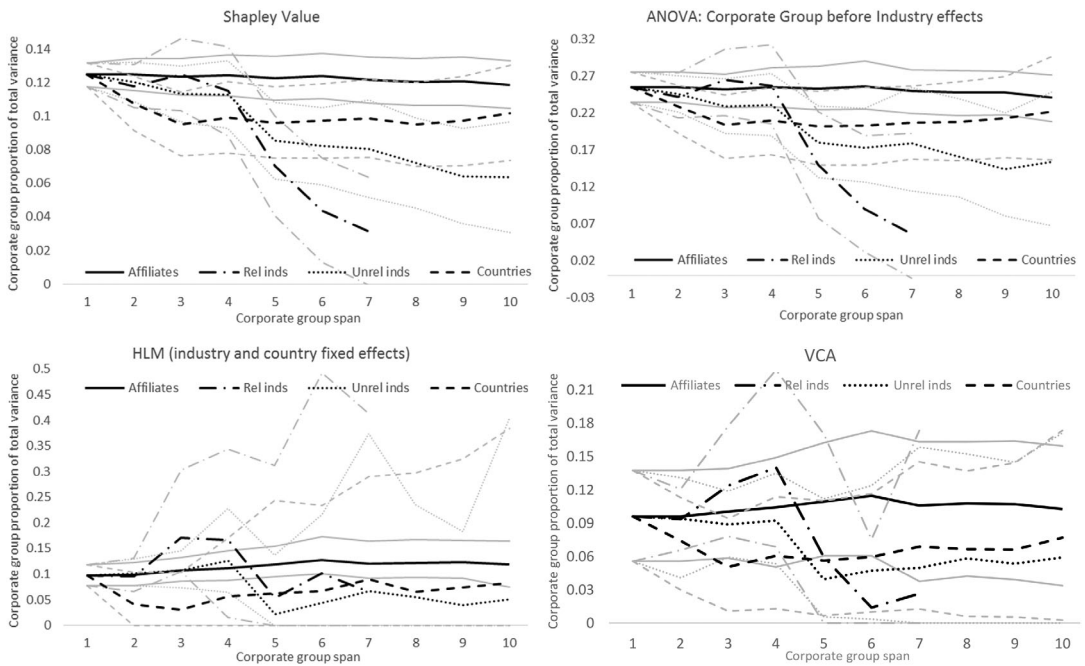 Shapley Value
Corporate group proportion of total variance
0.14
0.12
0.1
0.08
0.06
0.04
0.02
0
Affiliates Rel inds Unrel inds Countries
1 2 3 4 5 6 7 8 9 10
Corporate group span
ANOVA: Corporate Group before Industry effects
Corporate group proportion of total variance
0.32
0.27
0.22
0.17
0.12
0.07
0.02
-0.03
Affiliates Rel inds Unrel inds Countries
1 2 3 4 5 6 7 8 9 10
Corporate group span
HLM (industry and country fixed effects)
Corporate group proportion of total variance
0.5
0.45
0.4
0.35
0.3
0.25
0.2
0.15
0.1
0.05
0
Affiliates Rel inds Unrel inds Countries
1 2 3 4 5 6 7 8 9 10
Corporate group span
VCA
Corporate group proportion of total variance
0.21
0.18
0.15
0.12
0.09
0.06
0.03
0
Affiliates Rel inds Unrel inds Countries
1 2 3 4 5 6 7 8 9 10
Corporate group span